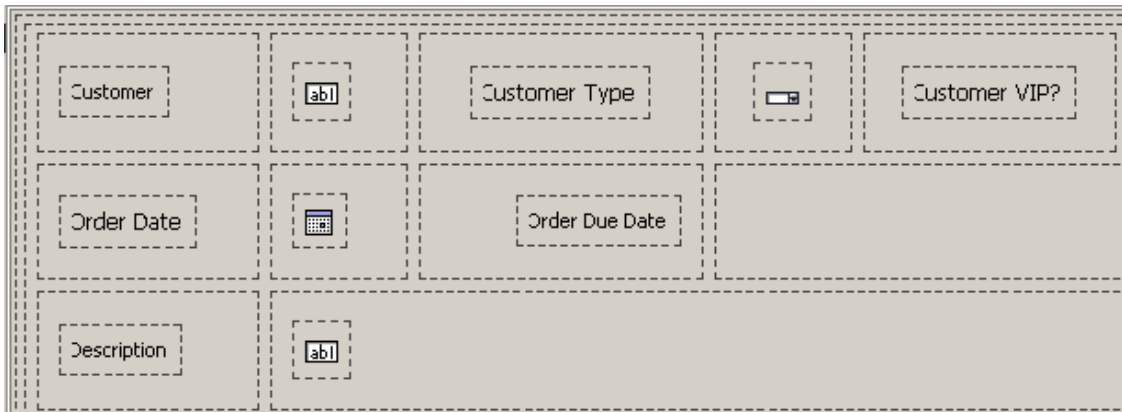 Customer abl Customer Type Customer VIP?
Order Date Order Due Date
Description abl